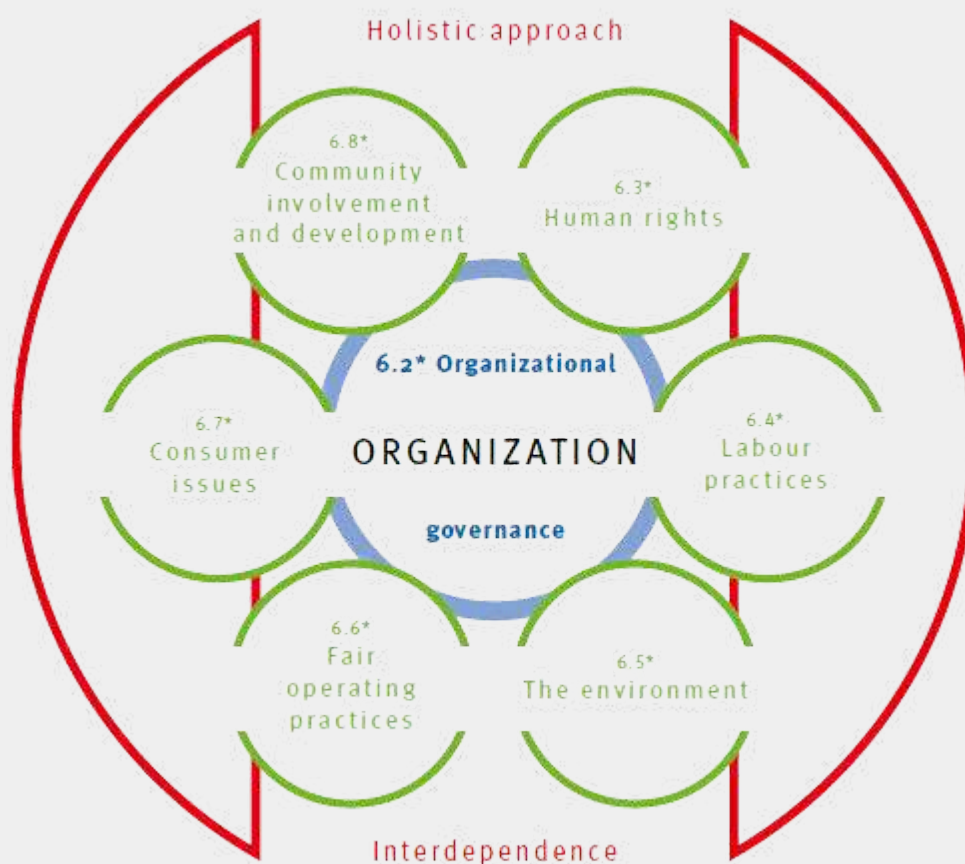 Holistic approach
6.8*
Community
involvement
and development
6.3*
Human rights
6.2* Organizational
ORGANIZATION
governance
6.7*
Consumer
issues
6.4*
Labour
practices
6.6*
Fair
operating
practices
6.5*
The environment
Interdependence